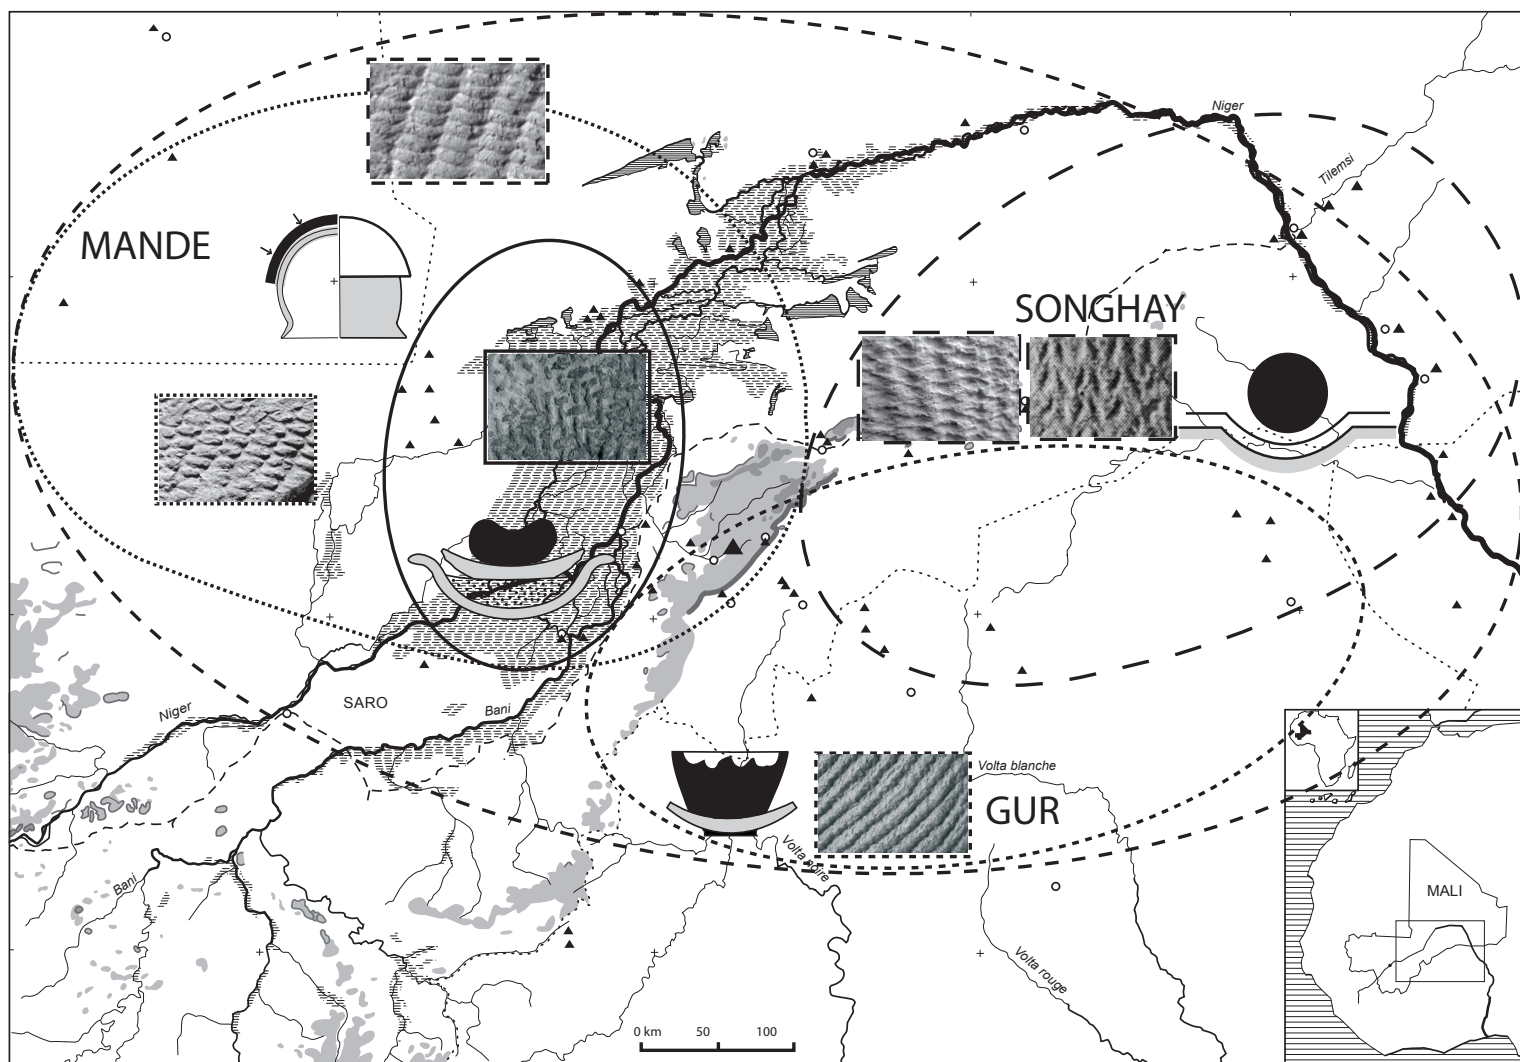 Niger
Tilemsi
MANDE
SONGHAY
SARO
Niger
Bani
Volta blanche
GUR
Volta noire
Bani
MALI
Volta rouge
0 km 50 100